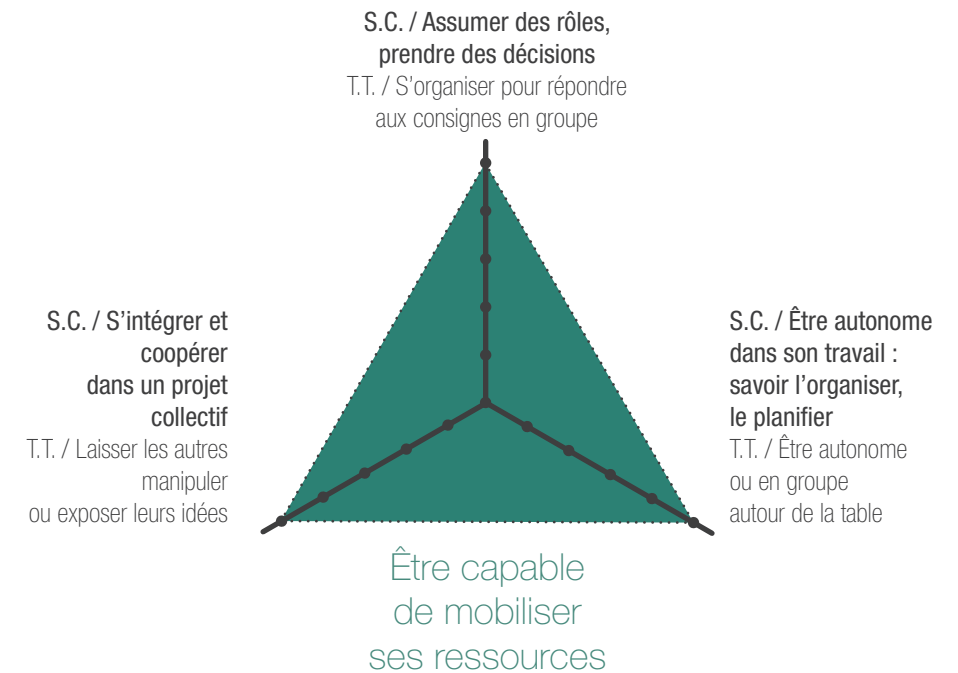 S.C. / Assumer des rôles,
prendre des décisions
T.T. / S’organiser pour répondre
aux consignes en groupe
S.C. / S’intégrer et
coopérer
dans un projet
collectif
T.T. / Laisser les autres
manipuler
ou exposer leurs idées
S.C. / Être autonome
dans son travail :
savoir l’organiser,
le planifier
T.T. / Être autonome
ou en groupe
autour de la table
Être capable
de mobiliser
ses ressources